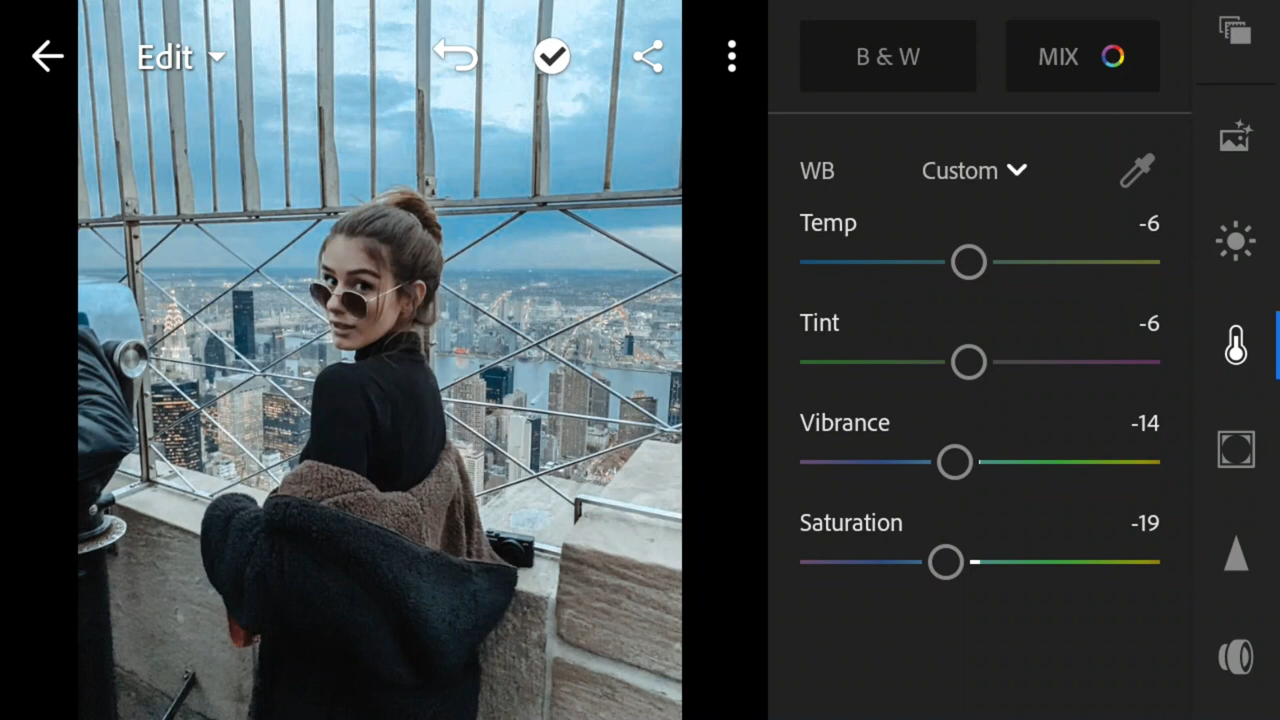 Edit
B & W
MIX
WB
Custom
Temp
-6
Tint
-6
Vibrance
-14
Saturation
-19